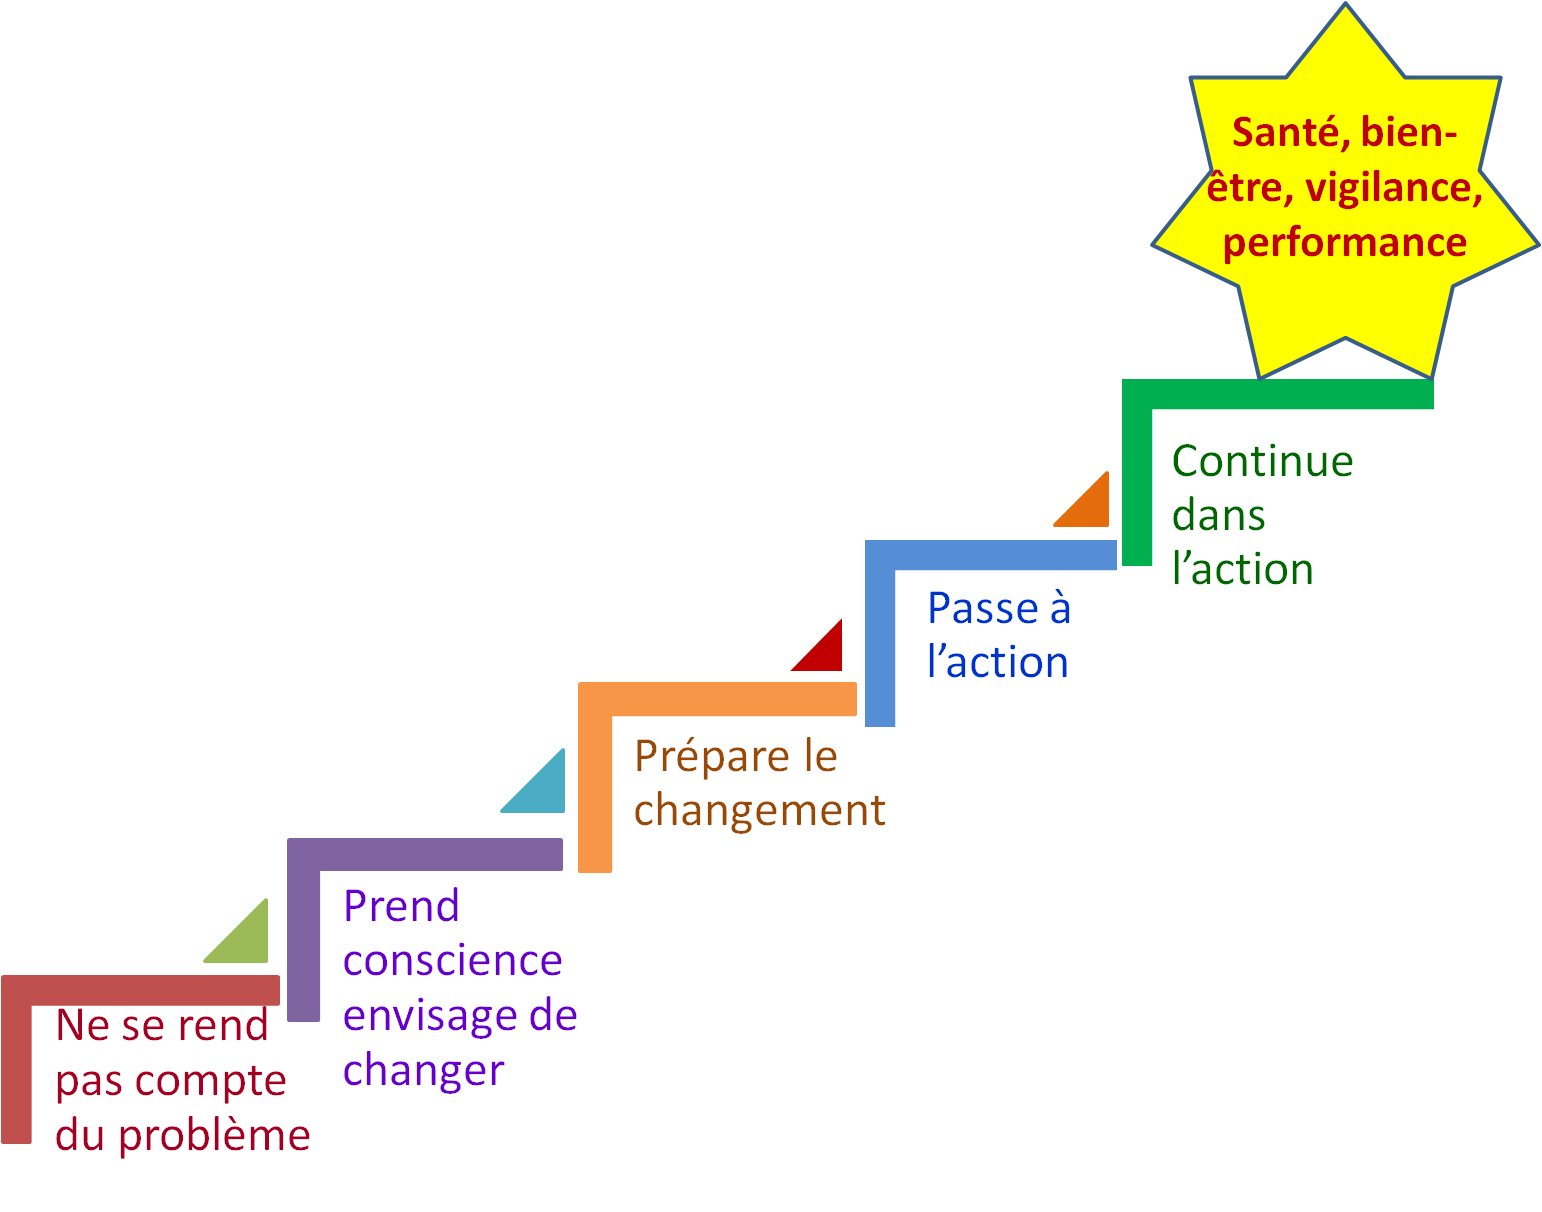 Santé, bien-
être, vigilance,
performance
Continue
dans
l’action
Passe à
l’action
Prépare le
changement
Prend
conscience
envisage de
changer
Ne se rend
pas compte
du problème